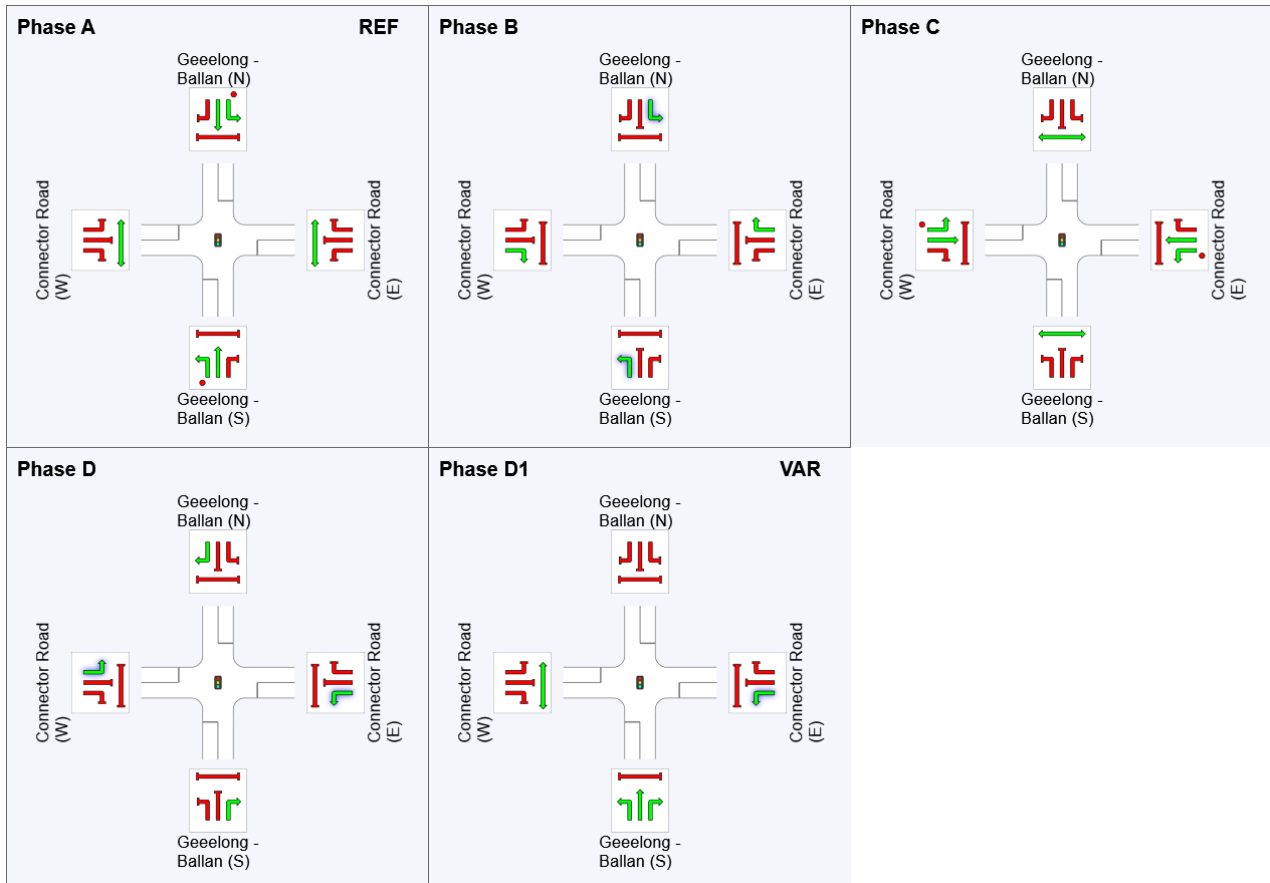 Phase A
REF
Geeelong -
Ballan (N)
Connector Road
(W)
Connector Road
(E)
Geeelong -
Ballan (S)
Phase B
Geeelong -
Ballan (N)
Connector Road
(W)
Connector Road
(E)
Geeelong -
Ballan (S)
Phase C
Geeelong -
Ballan (N)
Connector Road
(W)
Connector Road
(E)
Geeelong -
Ballan (S)
Phase D
Geeelong -
Ballan (N)
Connector Road
(W)
Connector Road
(E)
Geeelong -
Ballan (S)
Phase D1
VAR
Geeelong -
Ballan (N)
Connector Road
(W)
Connector Road
(E)
Geeelong -
Ballan (S)